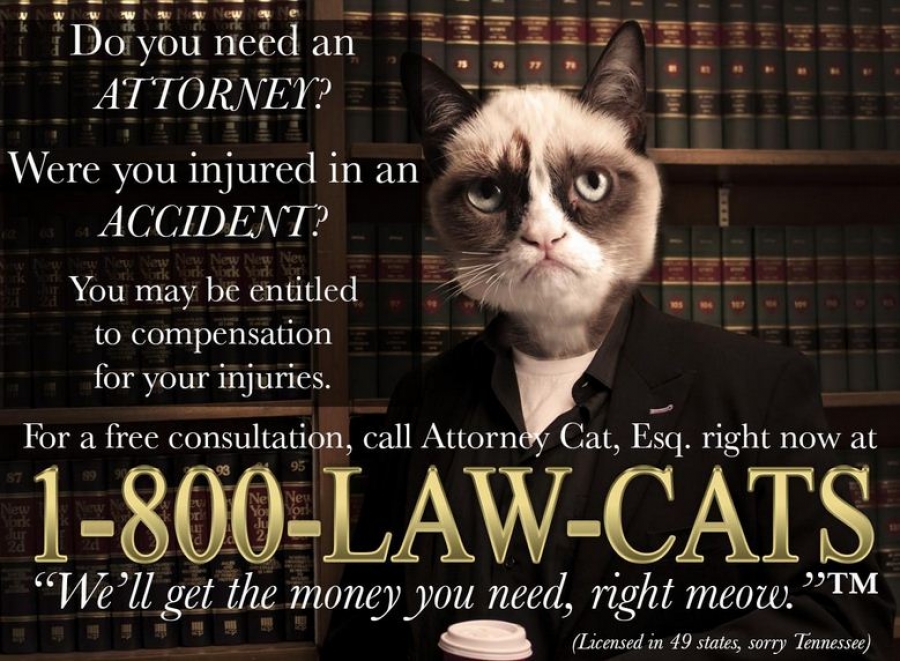 Do you need an
ATTORNEY?
Were you injured in an
ACCIDENT?
You may be entitled
to compensation
for your injuries.
For a free consultation, call Attorney Cat, Esq. right now at
1-800-LAW-CATS
“We’ll get the money you need, right meow.”™
(Licensed in 49 states, sorry Tennessee)